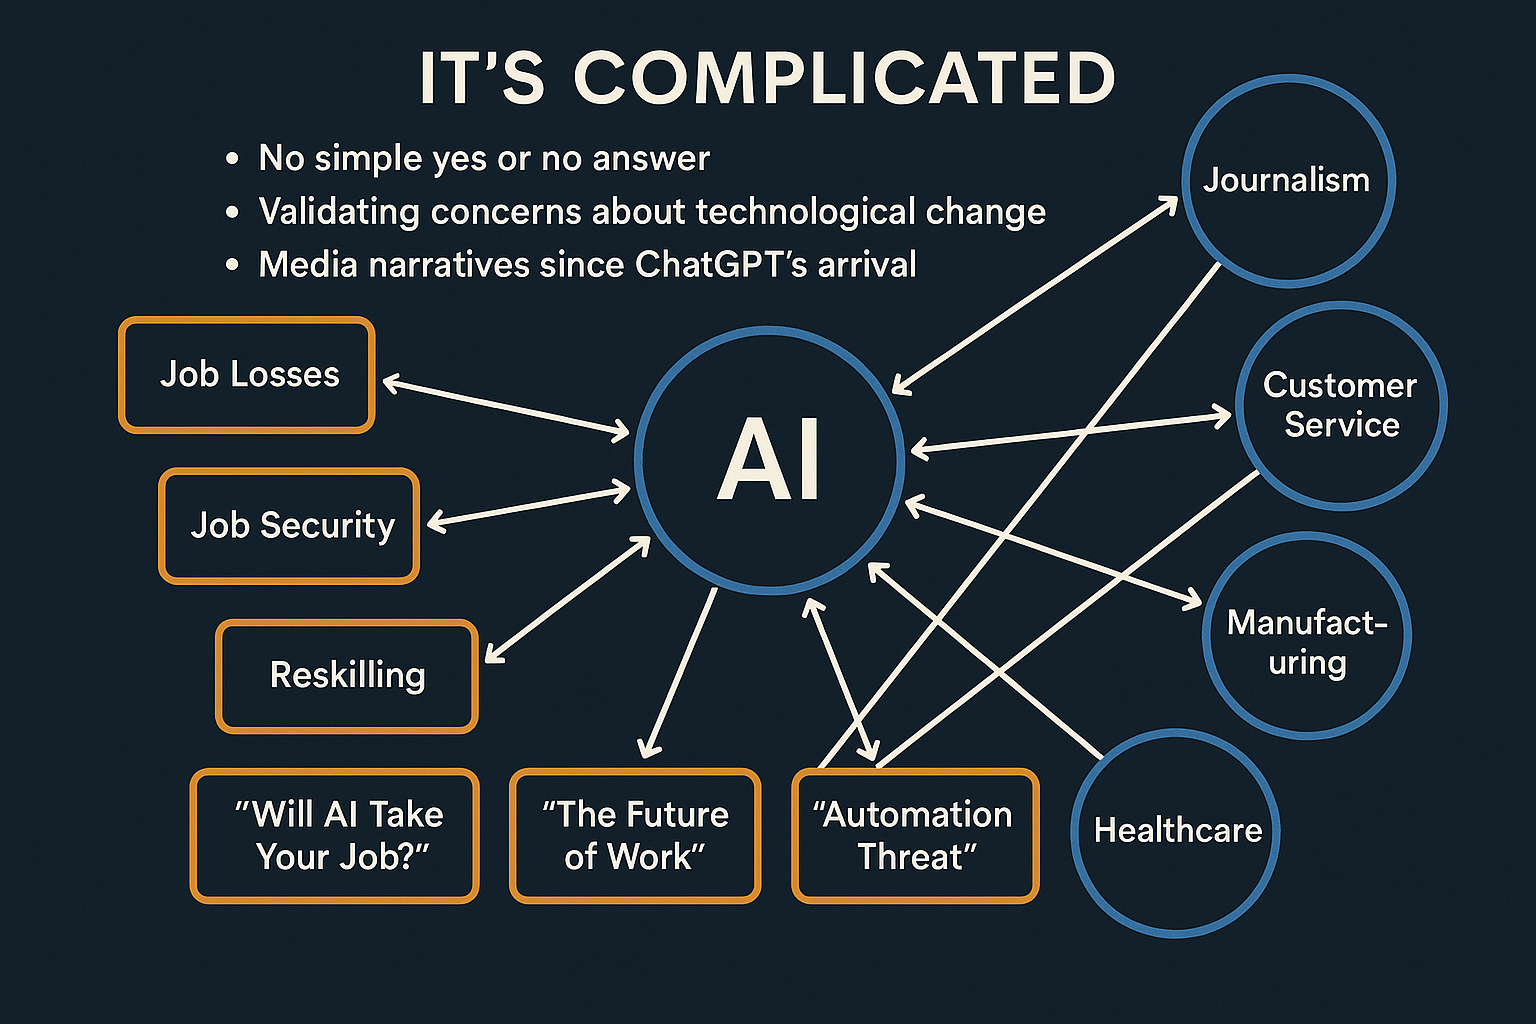 IT’S COMPLICATED
• No simple yes or no answer
• Validating concerns about technological change
• Media narratives since ChatGPT’s arrival
Job Losses
Job Security
Reskilling
”Will AI Take
Your Job?”
“The Future
of Work”
“Automation
Threat”
AI
Journalism
Customer
Service
Manufact-
uring
Healthcare